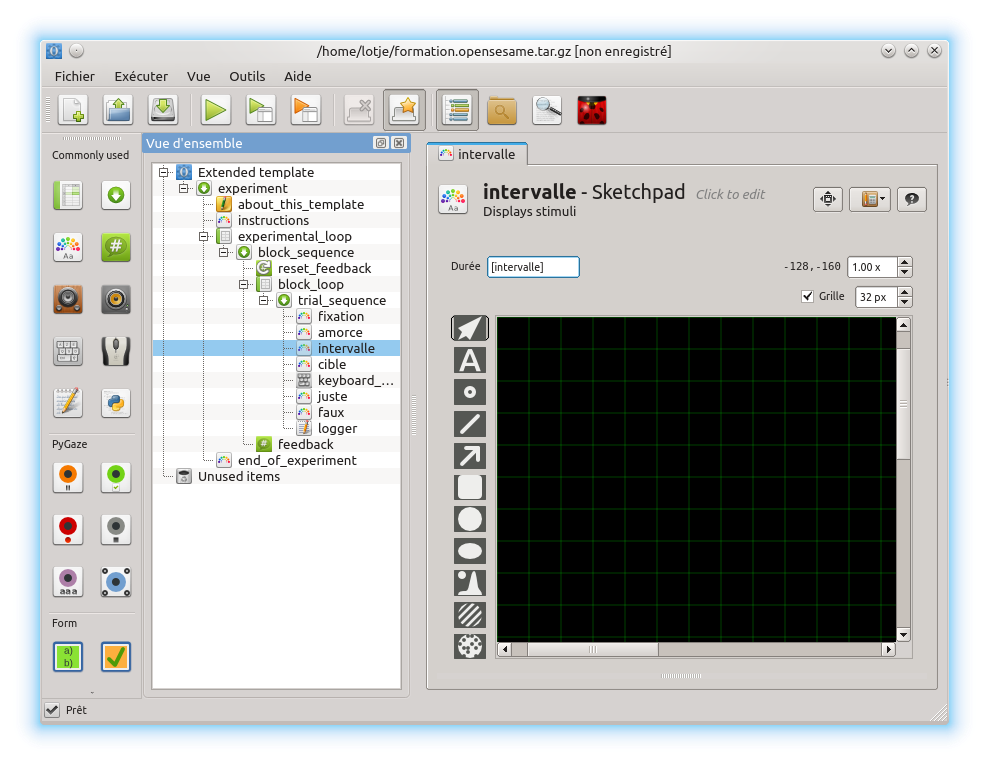 /home/lotje/formation.opensesame.tar.gz [non enregistré]
Fichier Exécuter Vue Outils Aide
Commonly used
Aa
PyGaze
aaa
Form
a)
b)
Vue d'ensemble
Extended template
experiment
about_this_template
instructions
experimental_loop
block_sequence
reset_feedback
block_loop
trial_sequence
fixation
amorce
intervalle
cible
keyboard_...
juste
faux
logger
feedback
end_of_experiment
Unused items
intervalle
Aa
intervalle - Sketchpad Click to edit
Displays stimuli
Durée [intervalle] -128,-160 1.00 x
Grille 32 px
A
Prêt